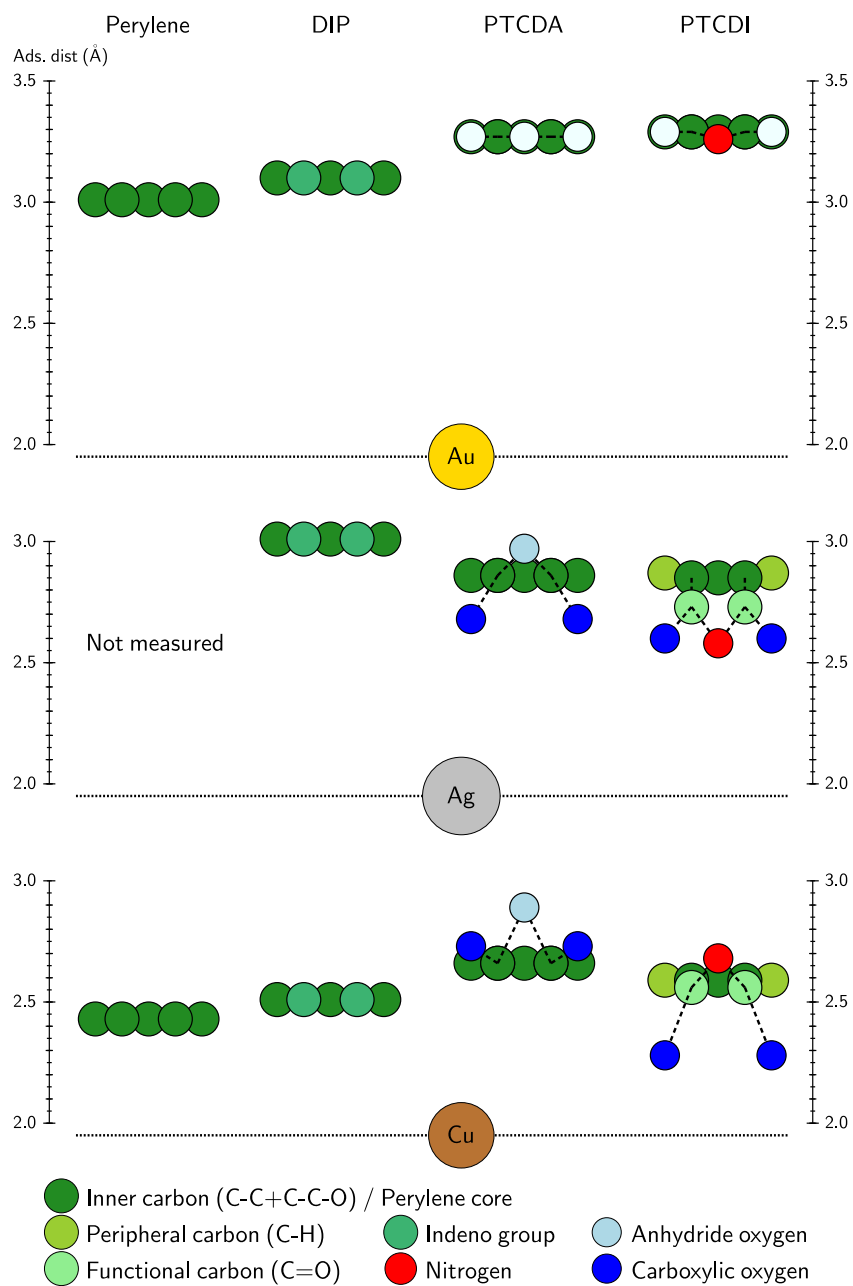 Perylene DIP PTCDA PTCDI
Ads. dist (Å)
3.5 3.5
3.0 3.0
2.5 2.5
2.0 2.0
Au
3.0 3.0
Not measured
2.5 2.5
2.0 2.0
Ag
3.0 3.0
2.5 2.5
2.0 2.0
Cu
Inner carbon (C-C+C-C-O) / Perylene core
Peripheral carbon (C-H) Indeno group Anhydride oxygen
Functional carbon (C=O) Nitrogen Carboxylic oxygen